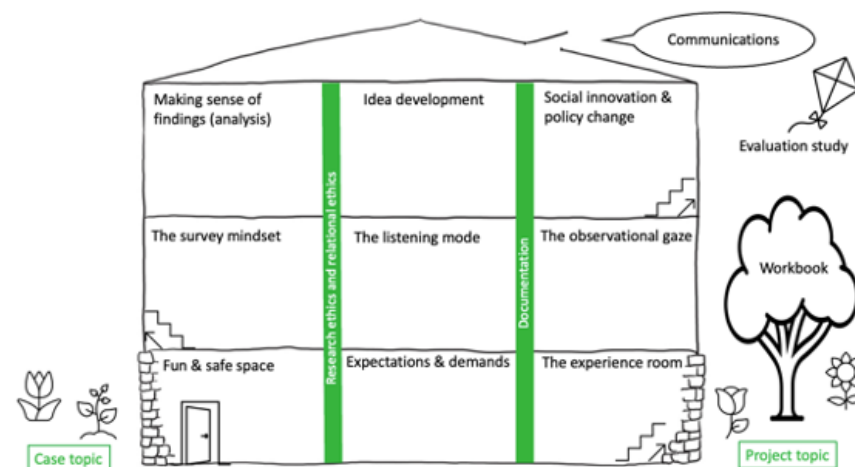 Communications
Making sense of
findings (analysis)
Idea development
Social innovation &
policy change
Evaluation study
Research ethics and relational ethics
Documentation
The survey mindset
The listening mode
The observational gaze
Workbook
Fun & safe space
Expectations & demands
The experience room
Case topic
Project topic